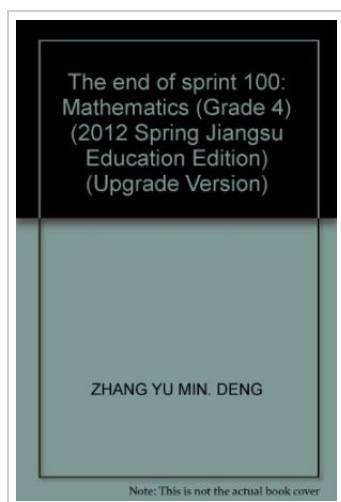 The end of sprint 100:
Mathematics (Grade 4)
(2012 Spring Jiangsu
Education Edition)
(Upgrade Version)
ZHANG YU MIN. DENG
Note: This is not the actual book cover